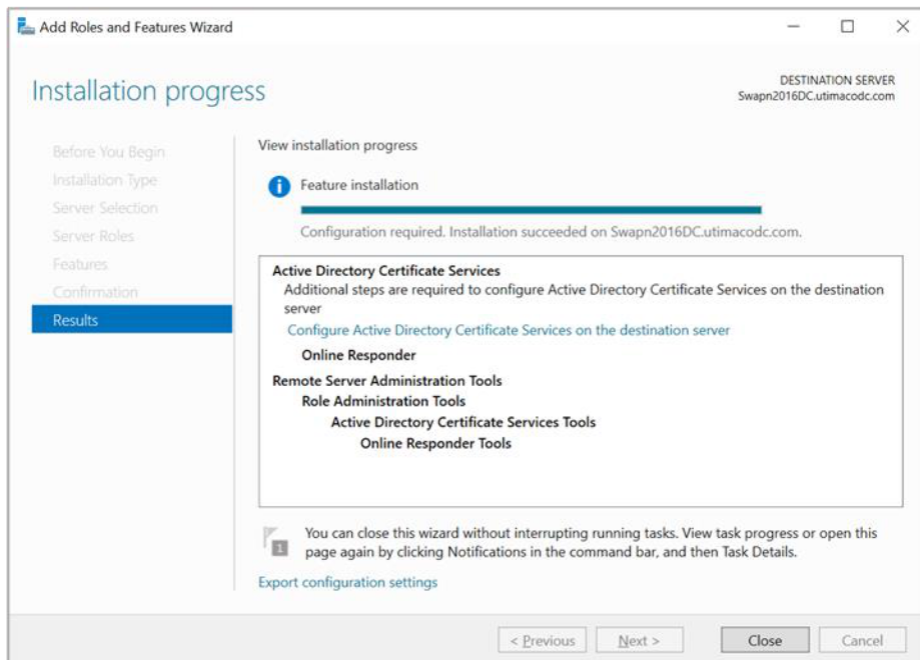 Add Roles and Features Wizard
Installation progress
DESTINATION SERVER
Swapn2016DC.utimacodc.com
Before You Begin
Installation Type
Server Selection
Server Roles
Features
Confirmation
Results
View installation progress
Feature installation
Configuration required. Installation succeeded on Swapn2016DC.utimacodc.com.
Active Directory Certificate Services
Additional steps are required to configure Active Directory Certificate Services on the destination
server
Configure Active Directory Certificate Services on the destination server
Online Responder
Remote Server Administration Tools
Role Administration Tools
Active Directory Certificate Services Tools
Online Responder Tools
1
You can close this wizard without interrupting running tasks. View task progress or open this
page again by clicking Notifications in the command bar, and then Task Details.
Export configuration settings
< Previous
Next >
Close
Cancel